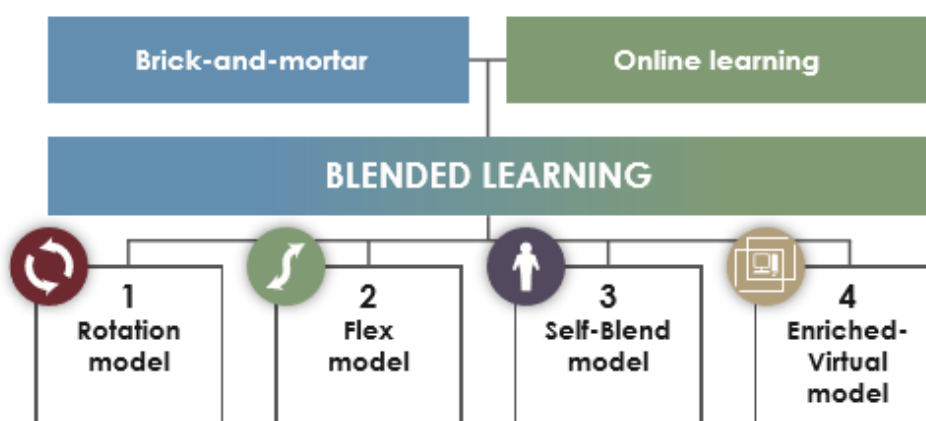 Brick-and-mortar
Online learning
BLENDED LEARNING
1
Rotation
model
2
Flex
model
3
Self-Blend
model
4
Enriched-
Virtual
model